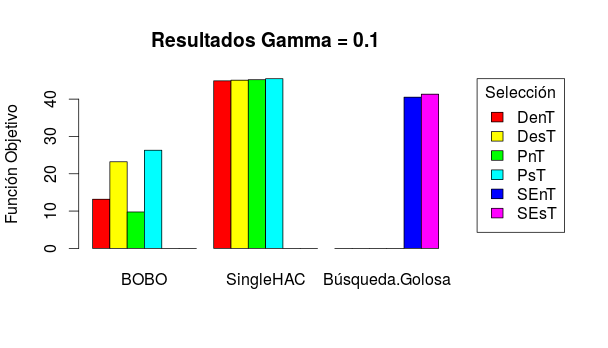 Resultados Gamma = 0.1
Función Objetivo
40
30
20
10
0
BOBO
SingleHAC
Búsqueda.Golosa
Selección
DenT
DesT
PnT
PsT
SEnT
SEsT